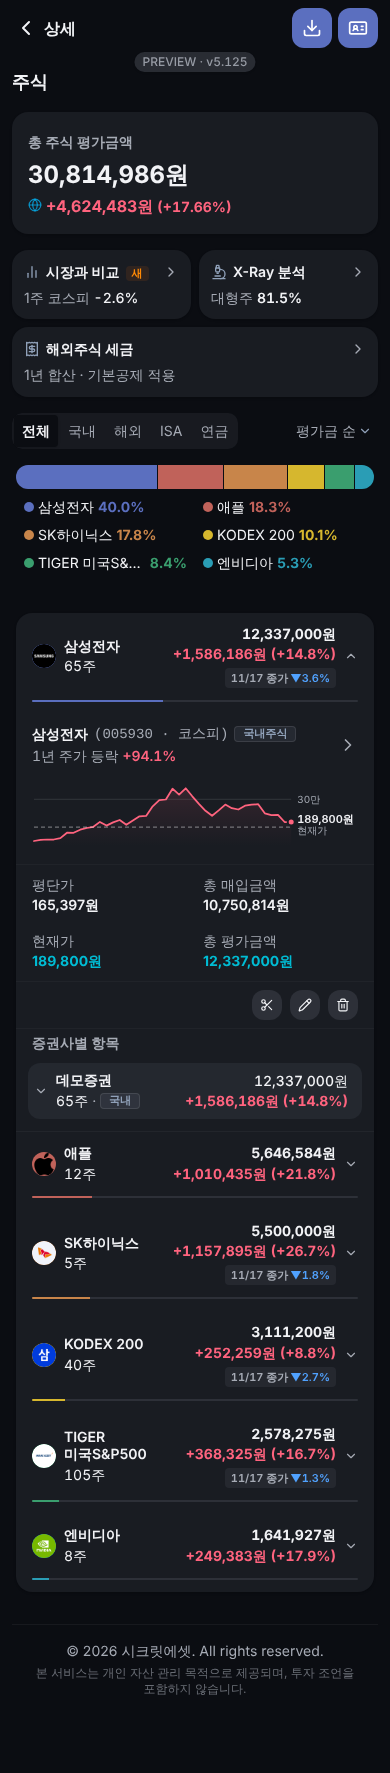 상세
PREVIEW · v5.125
주식
총 주식 평가금액
30,814,986원
+4,624,483원 (+17.66%)
시장과 비교 새
1주 코스피 -2.6%
X-Ray 분석
대형주 81.5%
해외주식 세금
1년 합산 · 기본공제 적용
전체 국내 해외 ISA 연금
평가금 순
삼성전자 40.0%
애플 18.3%
SK하이닉스 17.8%
KODEX 200 10.1%
TIGER 미국S&... 8.4%
엔비디아 5.3%
SAMSUNG
삼성전자
65주
12,337,000원
+1,586,186원 (+14.8%)
11/17 종가 ▼3.6%
삼성전자 (005930 · 코스피) 국내주식
1년 주가 등락 +94.1%
30만
189,800원
현재가
평단가
165,397원
총 매입금액
10,750,814원
현재가
189,800원
총 평가금액
12,337,000원
증권사별 항목
데모증권
65주 · 국내
12,337,000원
+1,586,186원 (+14.8%)
애플
12주
5,646,584원
+1,010,435원 (+21.8%)
SK하이닉스
5주
5,500,000원
+1,157,895원 (+26.7%)
11/17 종가 ▼1.8%
삼
KODEX 200
40주
3,111,200원
+252,259원 (+8.8%)
11/17 종가 ▼2.7%
TIGER
미국S&P500
105주
2,578,275원
+368,325원 (+16.7%)
11/17 종가 ▼1.3%
엔비디아
8주
1,641,927원
+249,383원 (+17.9%)
© 2026 시크릿에셋. All rights reserved.
본 서비스는 개인 자산 관리 목적으로 제공되며, 투자 조언을
포함하지 않습니다.